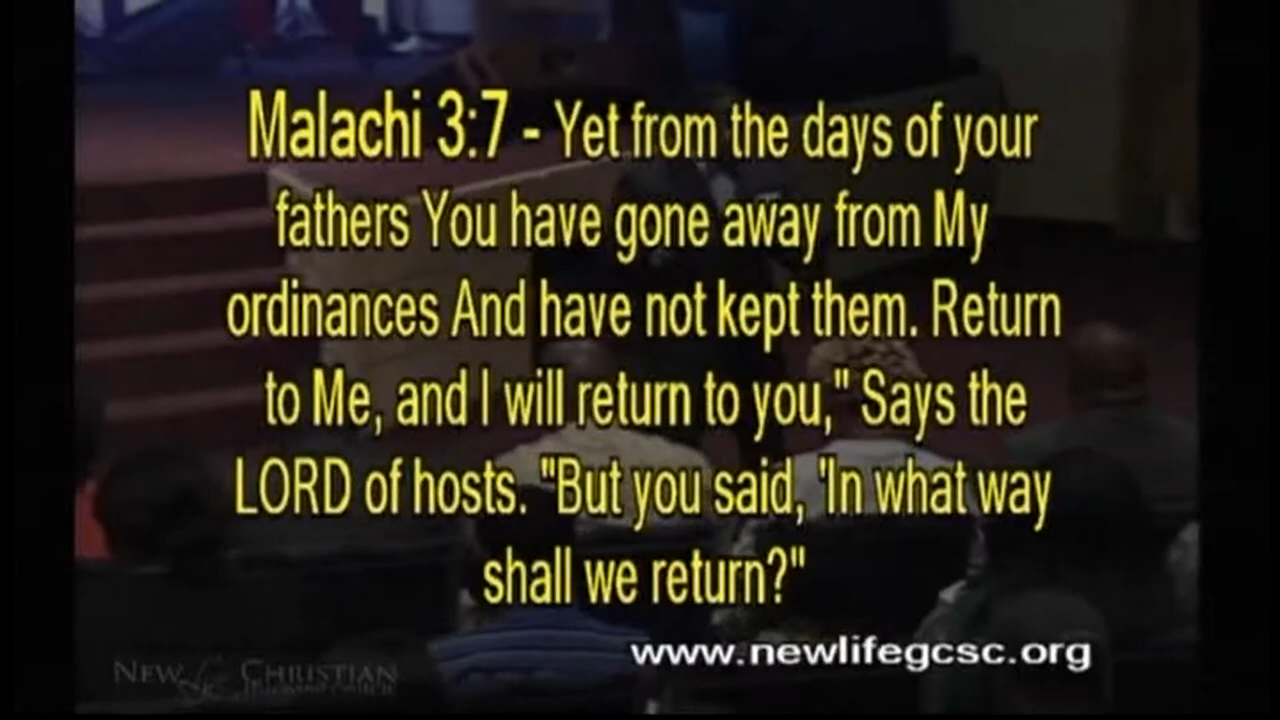 Malachi 3:7 - Yet from the days of your
fathers You have gone away from My
ordinances And have not kept them. Return
to Me, and I will return to you," Says the
LORD of hosts. "But you said, 'In what way
shall we return?"
www.newlifegcsc.org
NEW CHRISTIAN